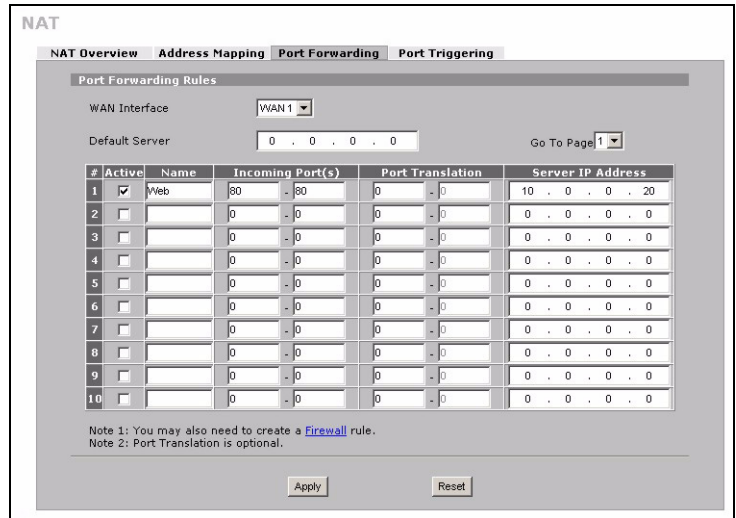 NAT
NAT Overview Address Mapping Port Forwarding Port Triggering
Port Forwarding Rules
WAN Interface WAN 1
Default Server 0 . 0 . 0 . 0 Go To Page 1
# Active Name Incoming Port(s) Port Translation Server IP Address
1 Web 80 - 80 0 - 0 10 . 0 . 0 . 20
2 0 - 0 0 - 0 0 . 0 . 0 . 0
3 0 - 0 0 - 0 0 . 0 . 0 . 0
4 0 - 0 0 - 0 0 . 0 . 0 . 0
5 0 - 0 0 - 0 0 . 0 . 0 . 0
6 0 - 0 0 - 0 0 . 0 . 0 . 0
7 0 - 0 0 - 0 0 . 0 . 0 . 0
8 0 - 0 0 - 0 0 . 0 . 0 . 0
9 0 - 0 0 - 0 0 . 0 . 0 . 0
10 0 - 0 0 - 0 0 . 0 . 0 . 0
Note 1: You may also need to create a Firewall rule.
Note 2: Port Translation is optional.
Apply Reset